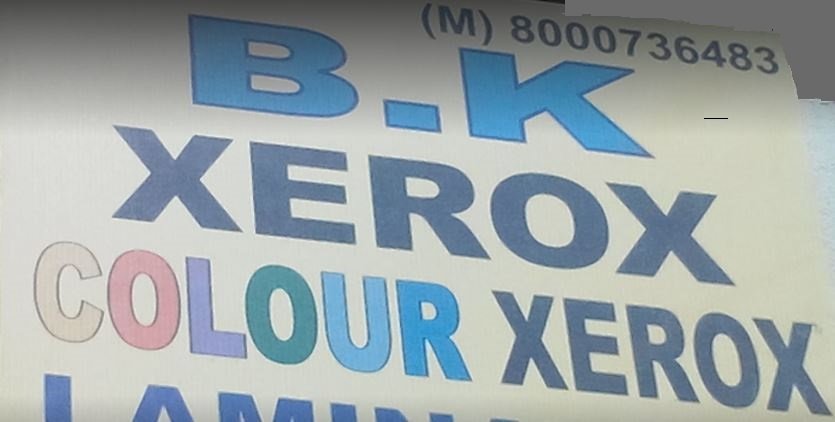 (M) 8000736483
B.K
XEROX
COLOUR XEROX